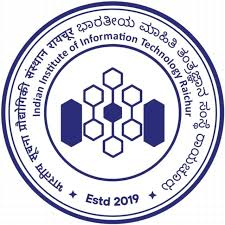 भारतीय सूचना प्रौद्योगिकी संस्थान रायचूर
ಭಾರತೀಯ ಮಾಹಿತಿ ತಂತ್ರಜ್ಞಾನ ಸಂಸ್ಥೆ ರಾಯಚೂರು
Indian Institute of Information Technology Raichur
Estd 2019